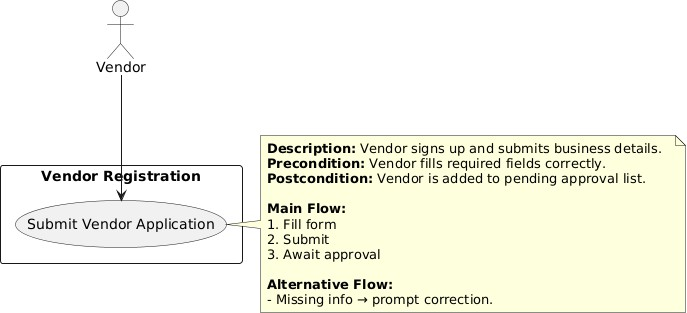 Vendor
Vendor Registration
Submit Vendor Application
Description: Vendor signs up and submits business details.
Precondition: Vendor fills required fields correctly.
Postcondition: Vendor is added to pending approval list.
Main Flow:
1. Fill form
2. Submit
3. Await approval
Alternative Flow:
- Missing info → prompt correction.